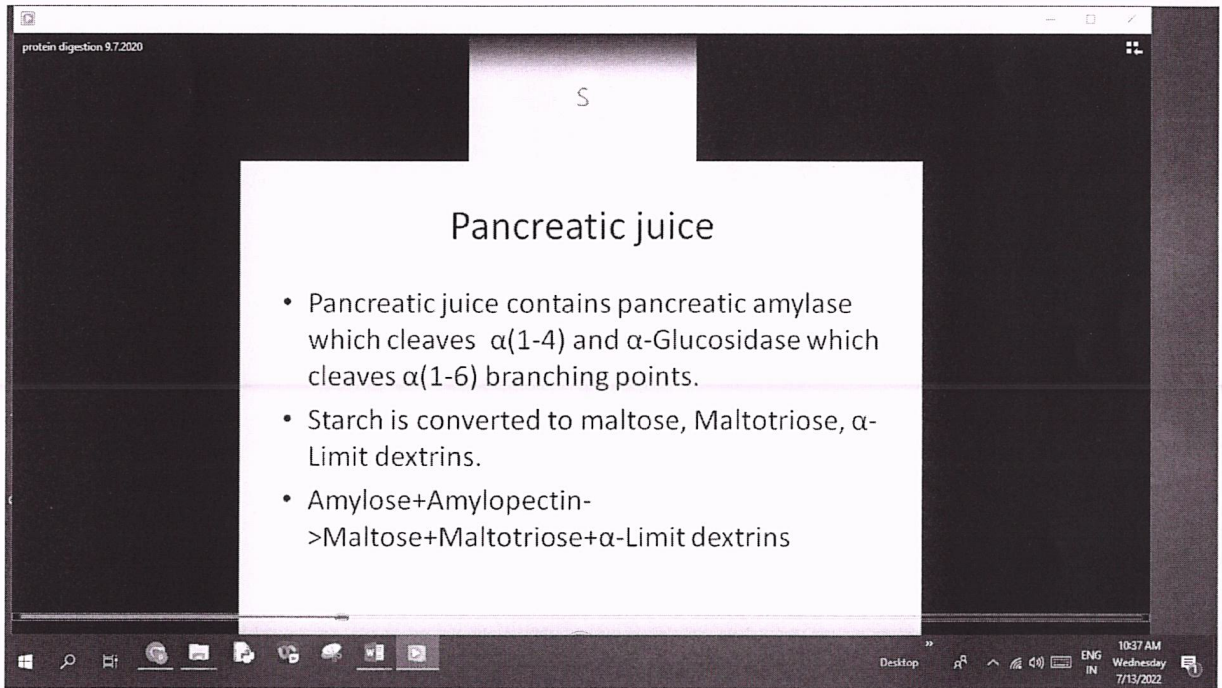 protein digestion 9.7.2020
S
Pancreatic juice
• Pancreatic juice contains pancreatic amylase
which cleaves α(1-4) and α-Glucosidase which
cleaves α(1-6) branching points.
• Starch is converted to maltose, Maltotriose, α-
Limit dextrins.
• Amylose+Amylopectin-
>Maltose+Maltotriose+α-Limit dextrins
Desktop
ENG
IN
10:37 AM
Wednesday
7/13/2022